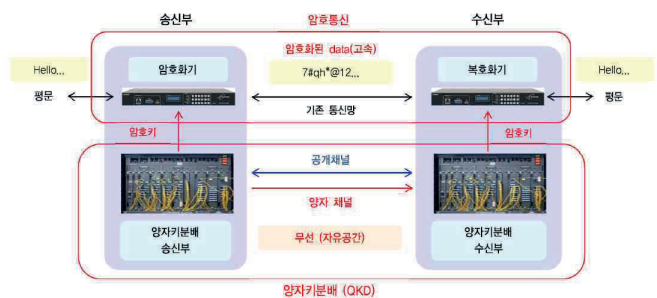 송신부
암호통신
수신부
암호화된 data(고속)
Hello...
암호화기
7#qh*@12...
복호화기
Hello...
평문
기존 통신망
평문
암호키
암호키
공개채널
양자 채널
양자키분배
송신부
무선 (자유공간)
양자키분배
수신부
양자키분배 (QKD)